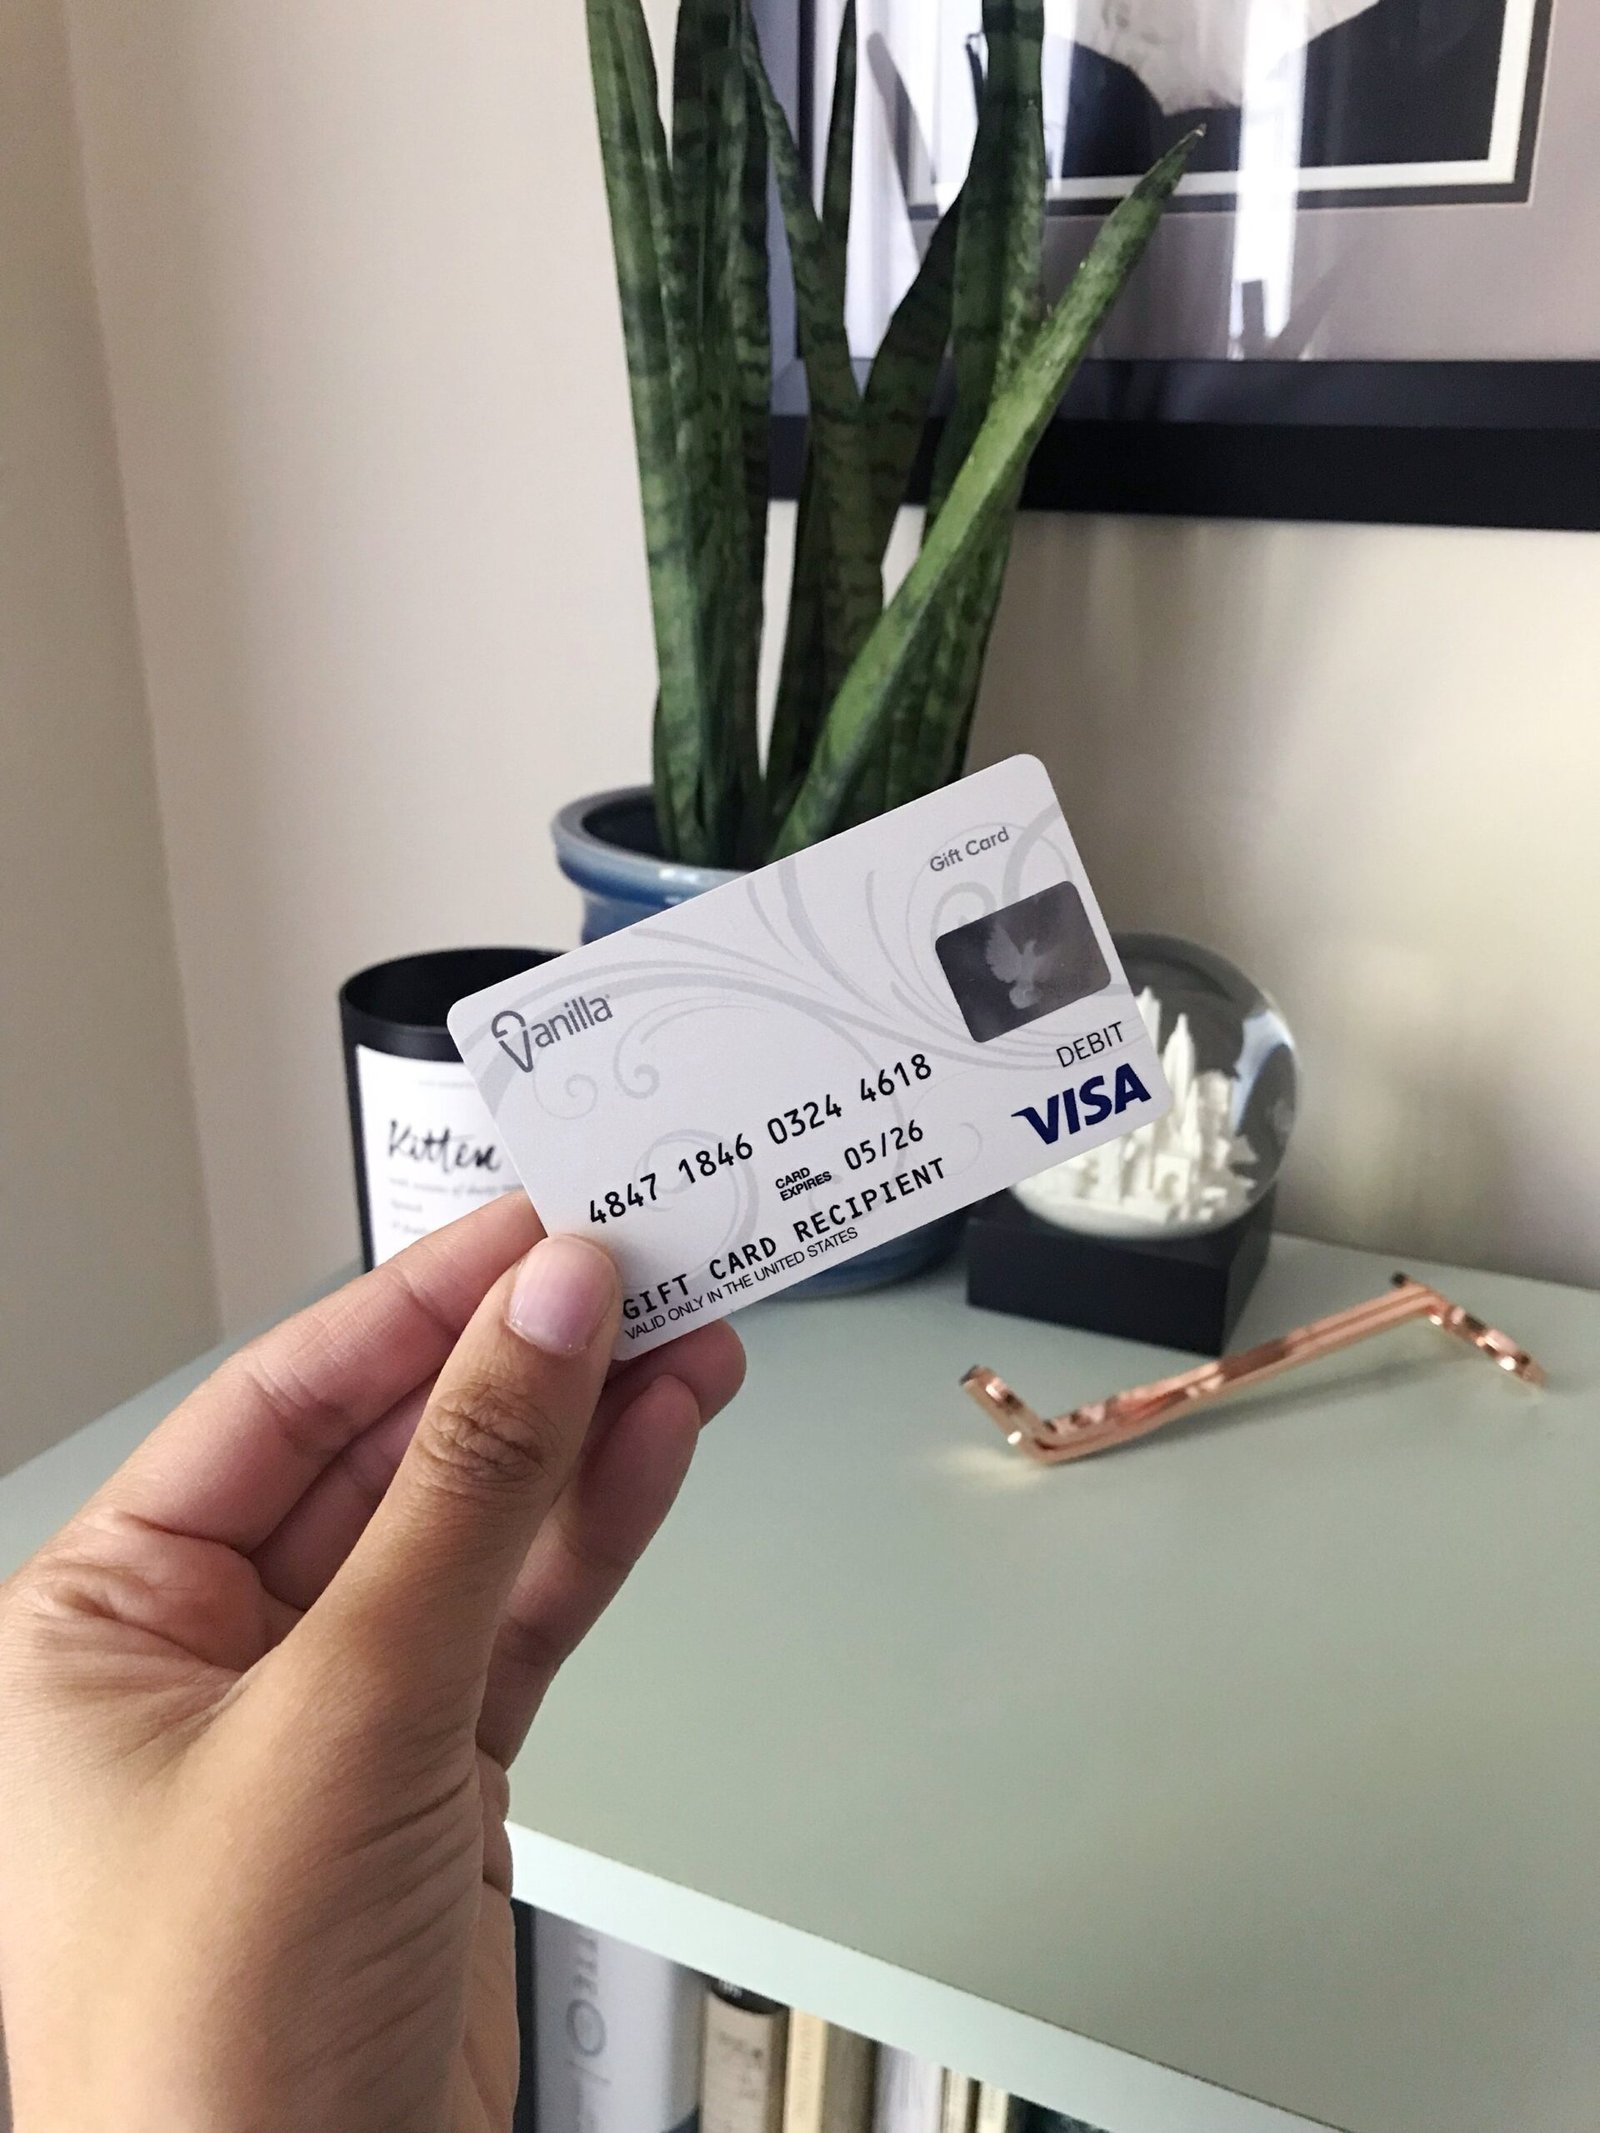 Gift Card
Vanilla
DEBIT
VISA
4847 1846 0324 4618
CARD
EXPIRES 05/26
GIFT CARD RECIPIENT
VALID ONLY IN THE UNITED STATES
Kitten